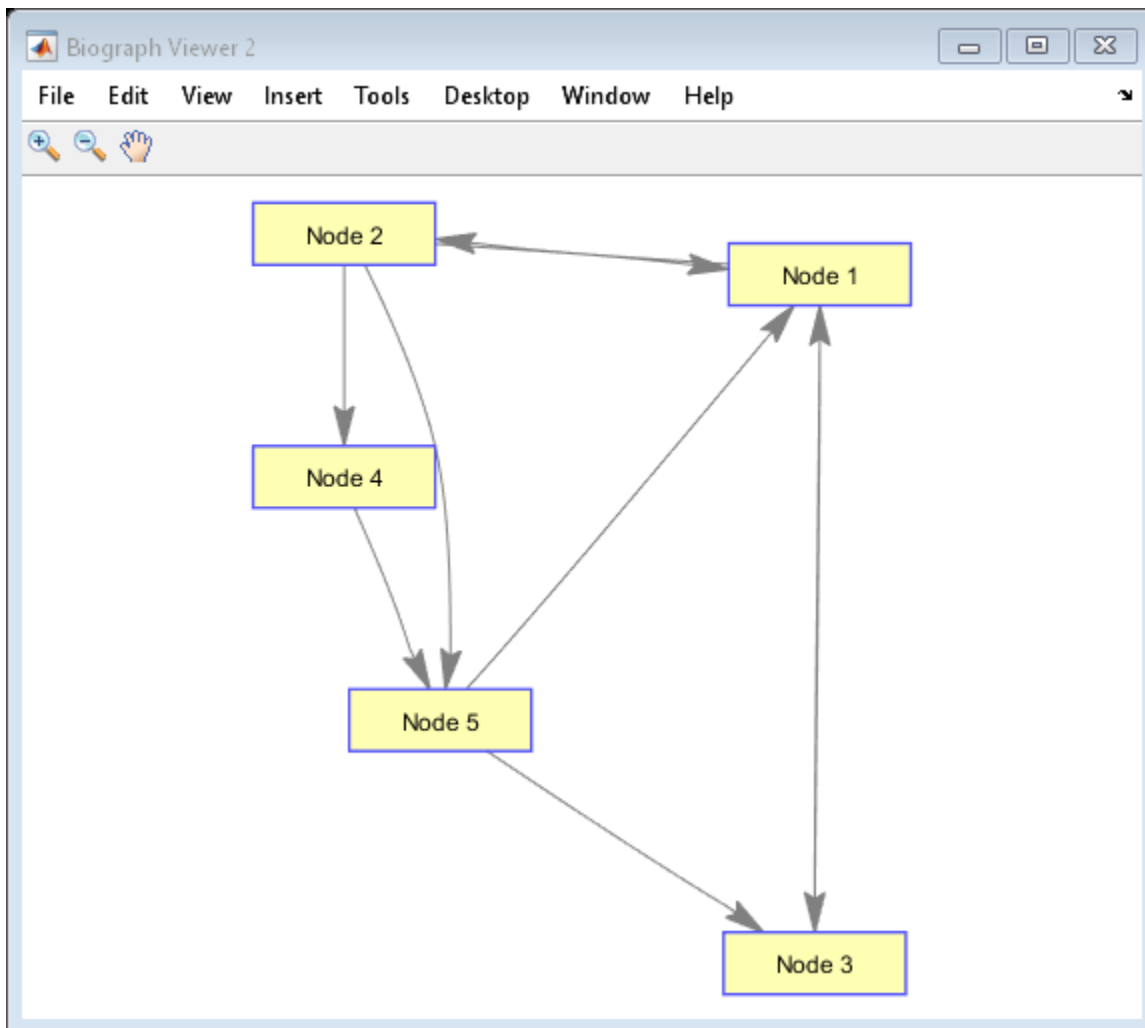 Biograph Viewer 2
File Edit View Insert Tools Desktop Window Help
Node 2
Node 1
Node 4
Node 5
Node 3